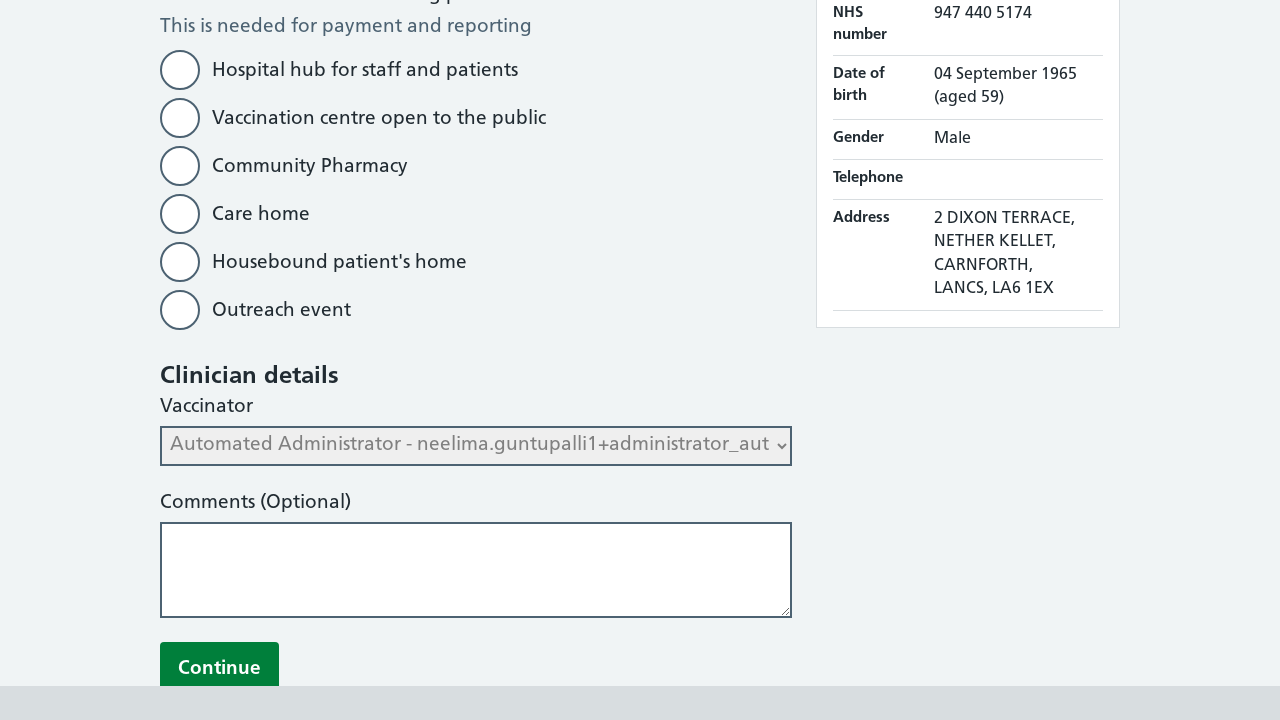 This is needed for payment and reporting
Hospital hub for staff and patients
Vaccination centre open to the public
Community Pharmacy
Care home
Housebound patient's home
Outreach event
Clinician details
Vaccinator
Automated Administrator - neelima.guntupalli1+administrator_aut
Comments (Optional)
Continue
NHS number 947 440 5174
Date of birth 04 September 1965 (aged 59)
Gender Male
Telephone
Address 2 DIXON TERRACE,
NETHER KELLET,
CARNFORTH,
LANCS, LA6 1EX